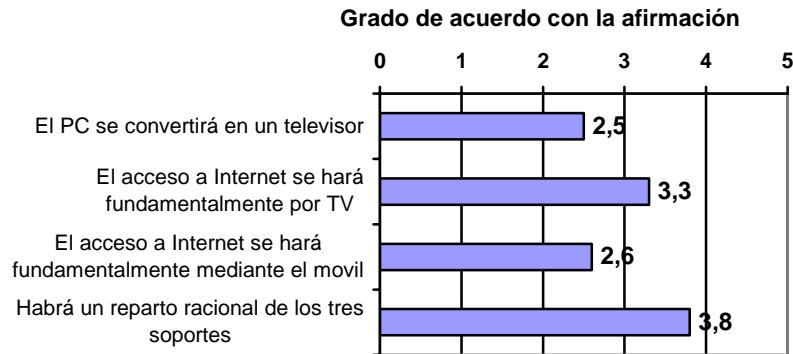 Grado de acuerdo con la afirmación
0 1 2 3 4 5
El PC se convertirá en un televisor
2,5
El acceso a Internet se hará
fundamentalmente por TV
3,3
El acceso a Internet se hará
fundamentalmente mediante el movil
2,6
Habrá un reparto racional de los tres
soportes
3,8